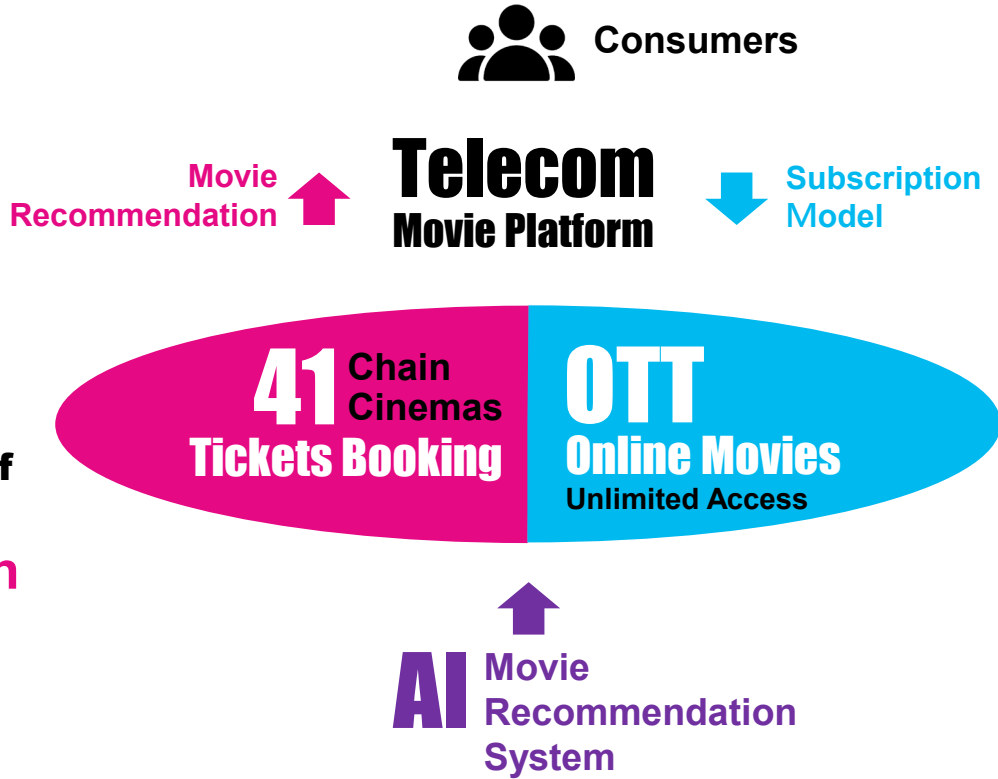 Consumers
Telecom
Movie Platform
Movie
Recommendation
Subscription
Model
41 Chain
Cinemas
Tickets Booking
OTT
Online Movies
Unlimited Access
AI Movie
Recommendation
System